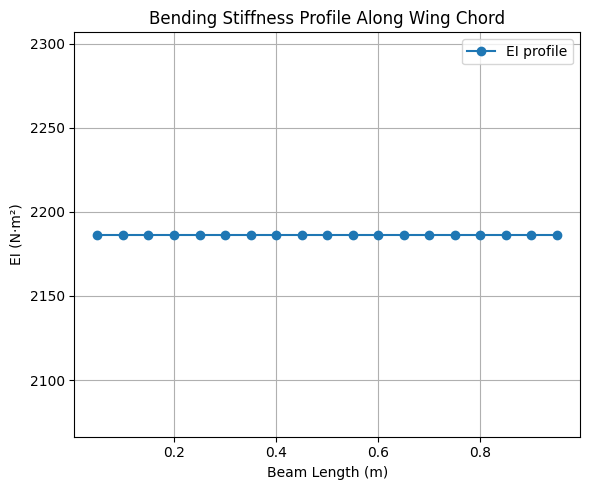 Bending Stiffness Profile Along Wing Chord
EI profile
2300
2250
2200
2150
2100
EI (N·m²)
0.2 0.4 0.6 0.8
Beam Length (m)